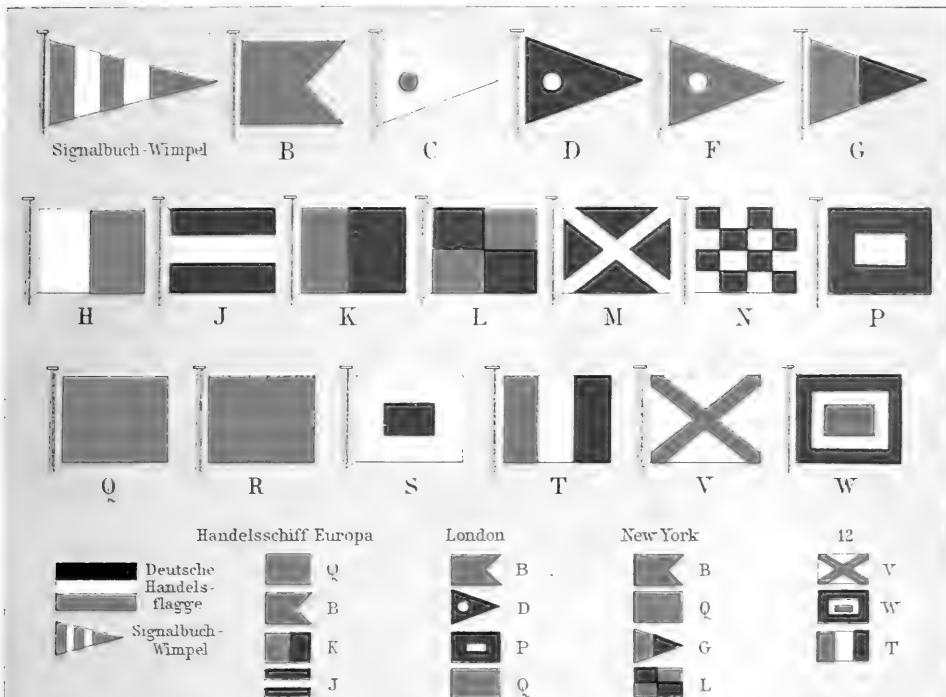 Signalbuch-Wimpel B C D F G
H J K L M N P
Q R S T V W
Handelsschiff Europa London New York 12
Deutsche
Handels-
flagge
Signalbuch-
Wimpel
Q
B
K
J
B
D
P
Q
B
Q
G
L
V
W
T